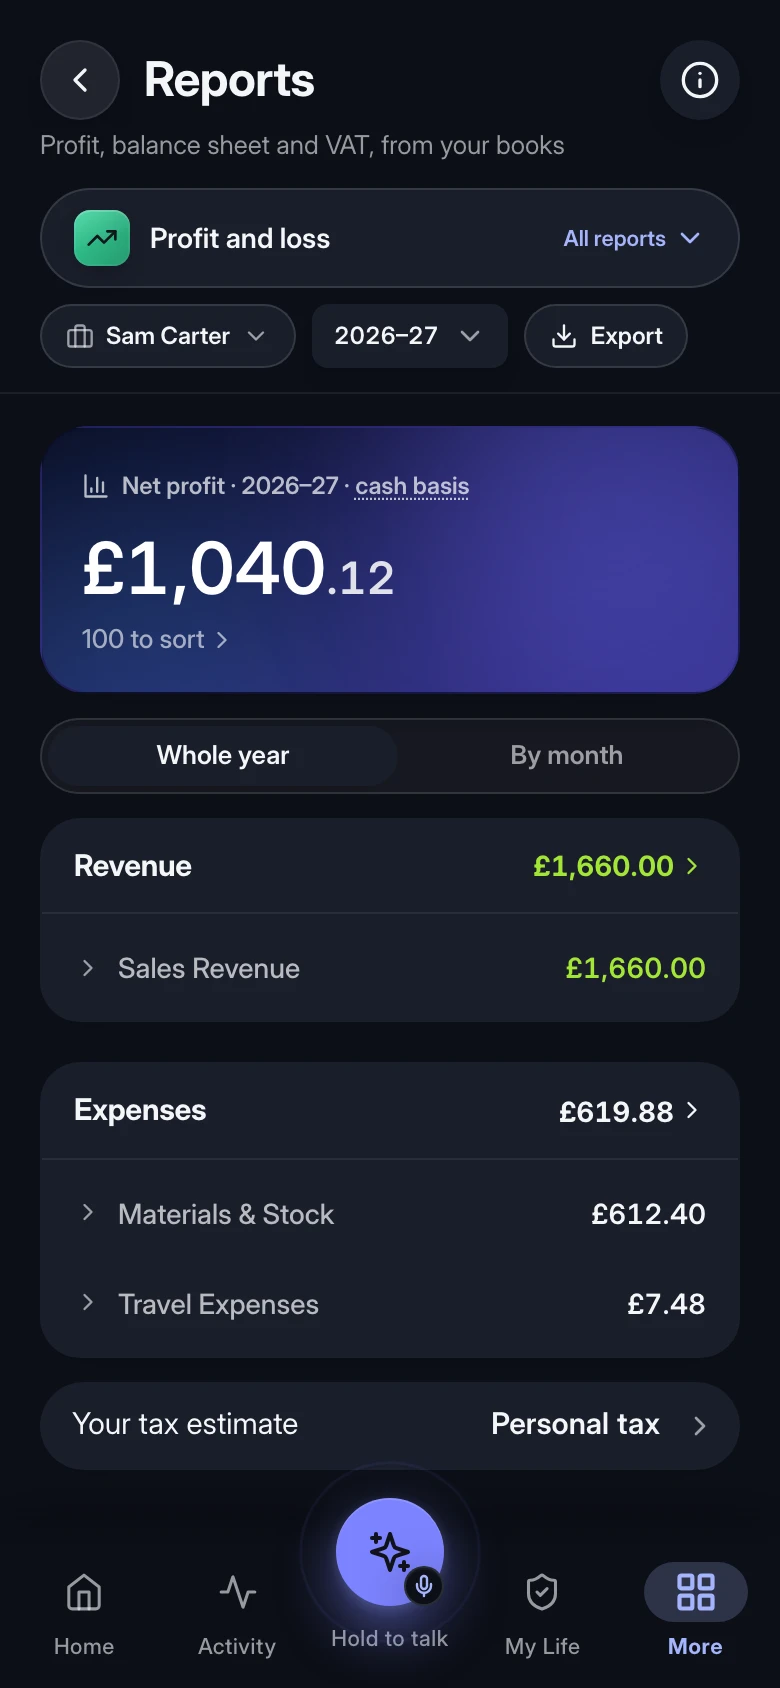 Reports
Profit, balance sheet and VAT, from your books
Profit and loss All reports
Sam Carter 2026–27 Export
Net profit · 2026–27 · cash basis
£1,040.12
100 to sort
Whole year By month
Revenue £1,660.00
Sales Revenue £1,660.00
Expenses £619.88
Materials & Stock £612.40
Travel Expenses £7.48
Your tax estimate Personal tax
Home Activity Hold to talk My Life More